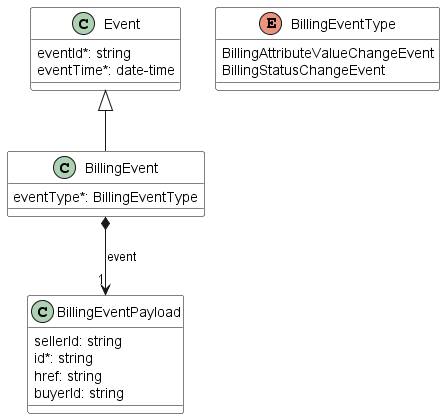 C Event
eventId*: string
eventTime*: date-time
E BillingEventType
BillingAttributeValueChangeEvent
BillingStatusChangeEvent
C BillingEvent
eventType*: BillingEventType
event
1
C BillingEventPayload
sellerId: string
id*: string
href: string
buyerId: string